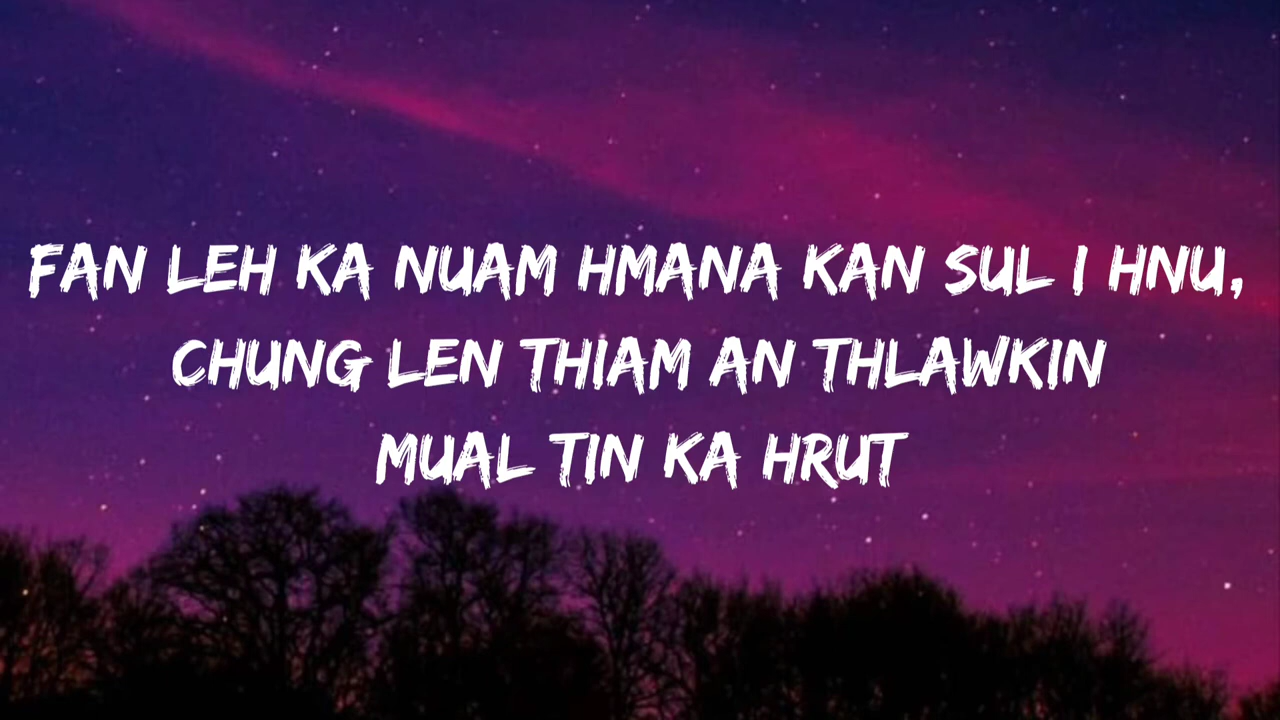 FAN LEH KA NUAM HMANA KAN SUL I HNU,
CHUNG LEN THIAM AN THLAWKIN
MUAL TIN KA HRUT